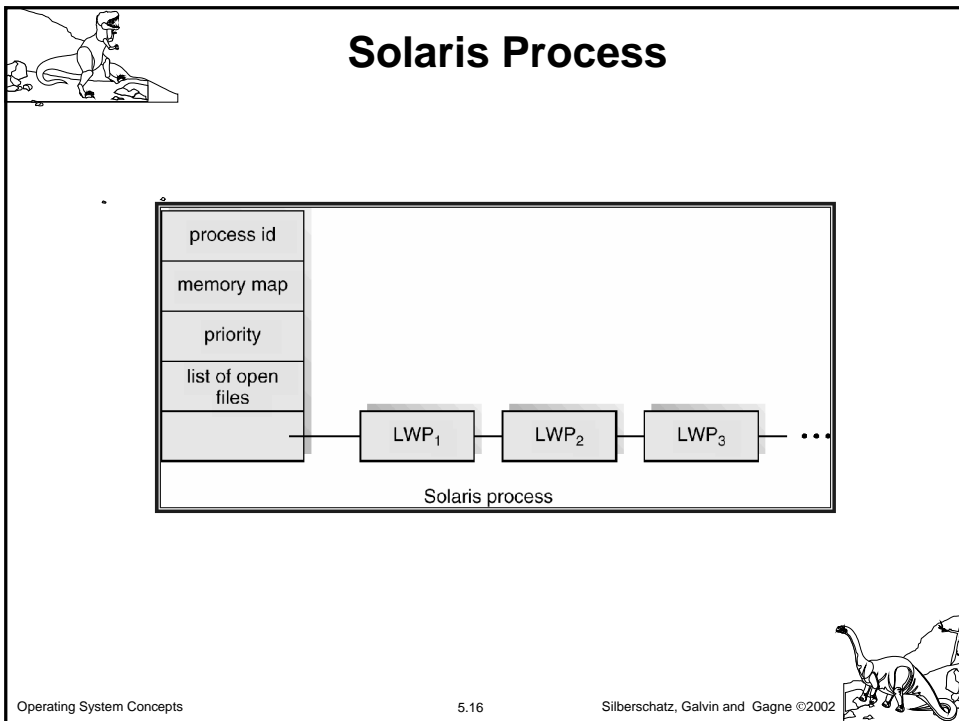 Solaris Process
process id
memory map
priority
list of open
files
LWP₁ LWP₂ LWP₃ •••
Solaris process
Operating System Concepts 5.16 Silberschatz, Galvin and Gagne ©2002